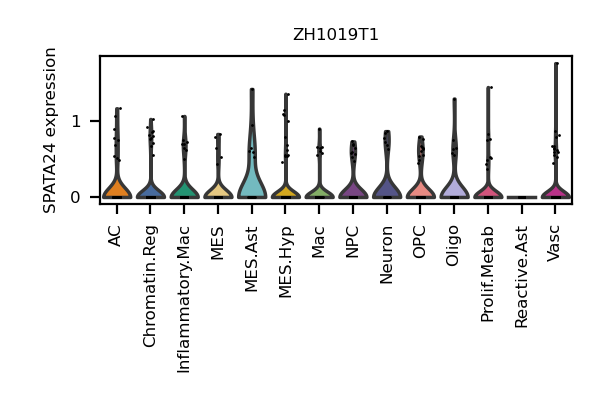 ZH1019T1
SPATA24 expression
1
0
AC
Chromatin.Reg
Inflammatory.Mac
MES
MES.Ast
MES.Hyp
Mac
NPC
Neuron
OPC
Oligo
Prolif.Metab
Reactive.Ast
Vasc